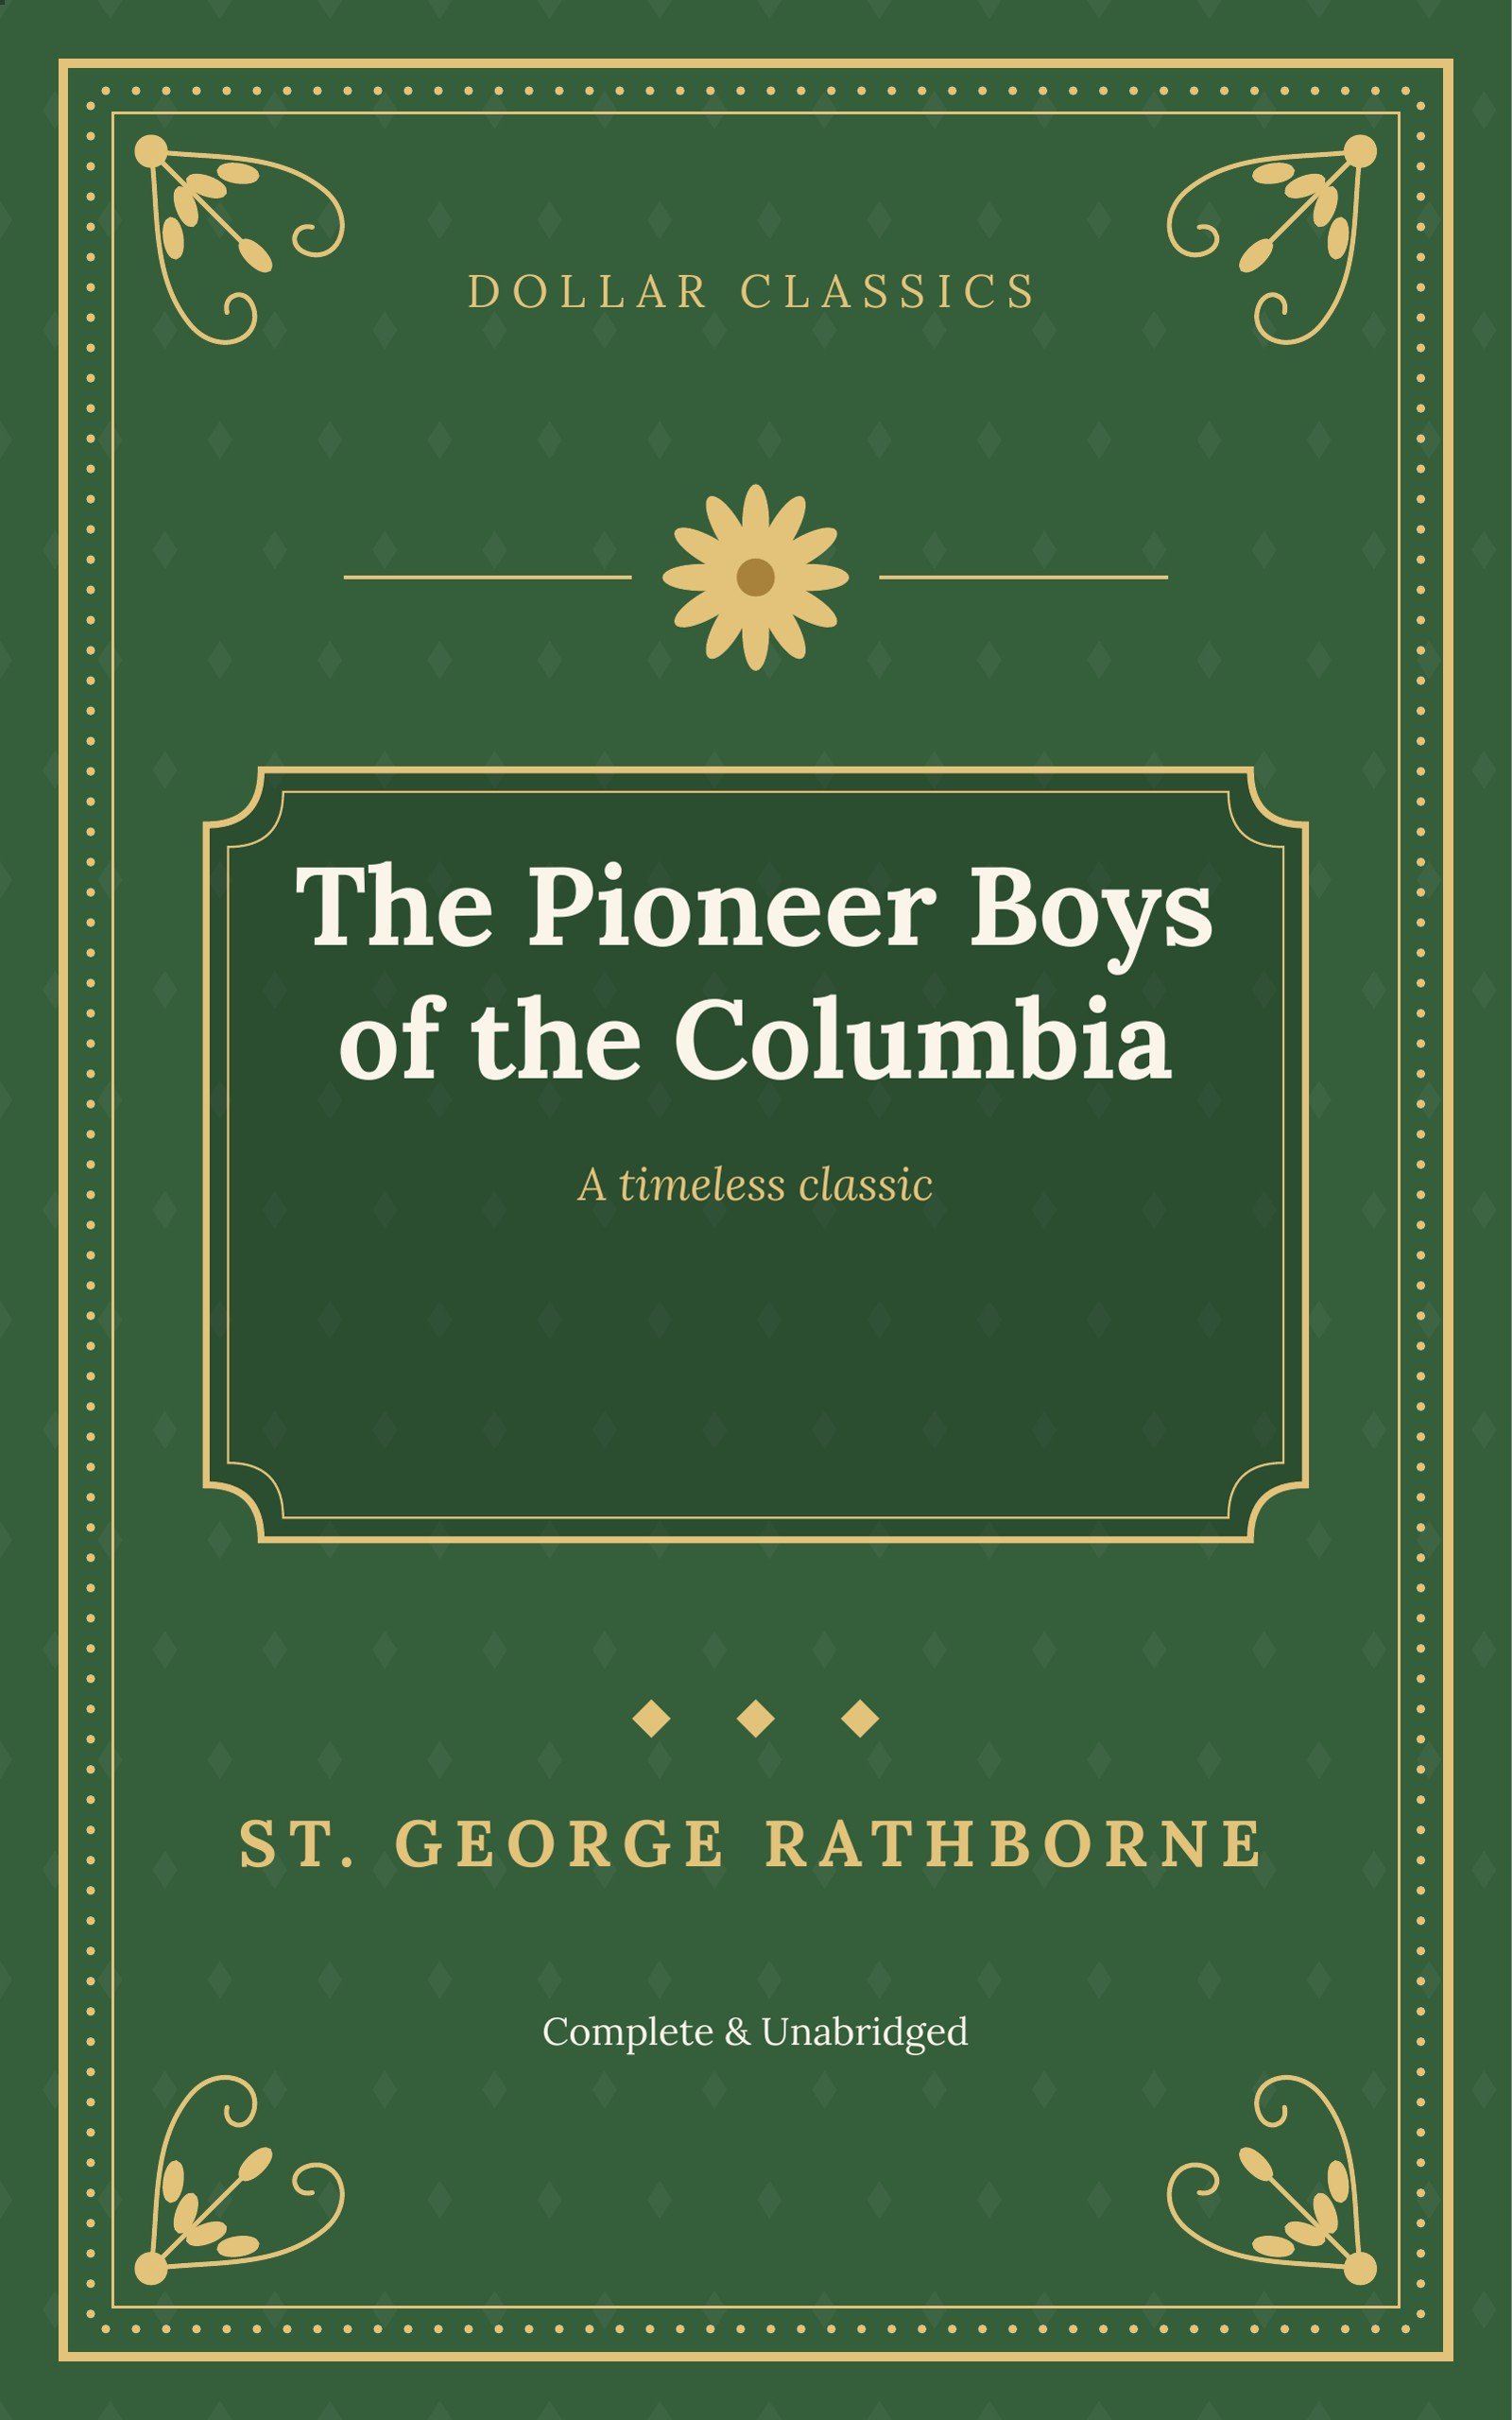 DOLLAR CLASSICS
The Pioneer Boys
of the Columbia
A timeless classic
ST. GEORGE RATHBORNE
Complete & Unabridged